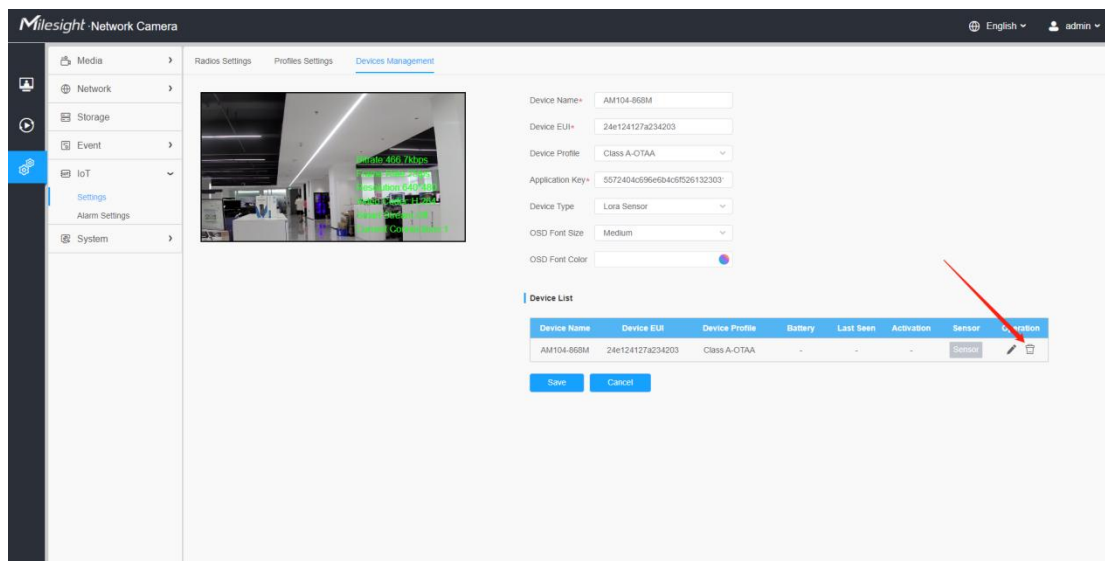 Milesight ·Network Camera
English
admin
Media
Network
Storage
Event
IoT
Settings
Alarm Settings
System
Radios Settings Profiles Settings Devices Management
Device Name* AM104-868M
Device EUI* 24e124127a234203
Device Profile Class A-OTAA
Application Key* 5572404c696e6b4c6f526132303
Device Type Lora Sensor
OSD Font Size Medium
OSD Font Color
Device List
Device Name Device EUI Device Profile Battery Last Seen Activation Sensor Operation
AM104-868M 24e124127a234203 Class A-OTAA - - - Sensor
Save Cancel